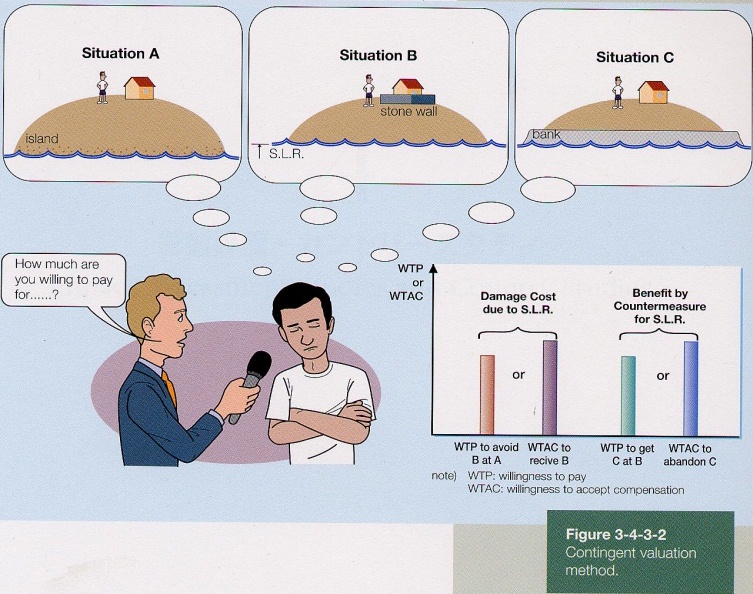 Situation A
island
Situation B
stone wall
S.L.R.
Situation C
bank
How much are
you willing to pay
for......?
WTP
or
WTAC
Damage Cost
due to S.L.R.
or
Benefit by
Countermeasure
for S.L.R.
or
WTP to avoid
B at A
WTAC to
recive B
WTP to get
C at B
WTAC to
abandon C
note) WTP: willingness to pay
WTAC: willingness to accept compensation
Figure 3-4-3-2
Contingent valuation
method.